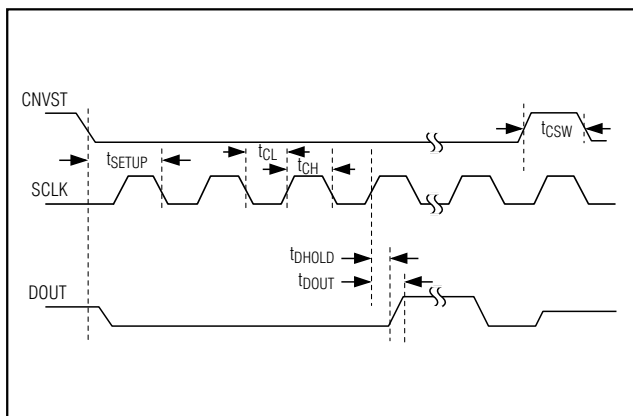 CNVST
tCSW
tSETUP
tCL
tCH
SCLK
tDHOLD
tDOUT
DOUT